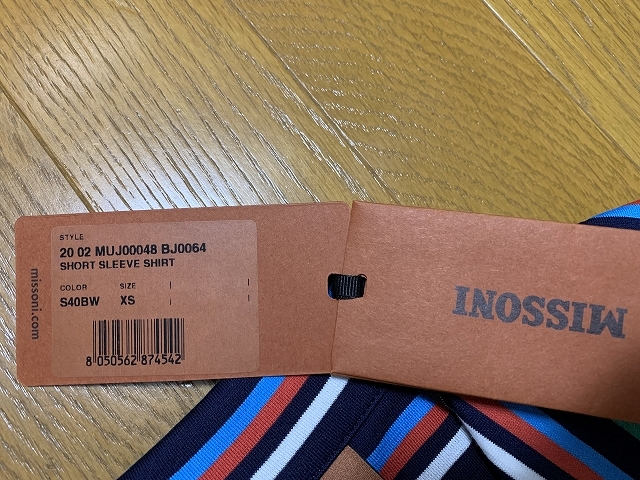 STYLE
20 02 MUJ00048 BJ0064
SHORT SLEEVE SHIRT
COLOR SIZE
S40BW XS
8 050562 874542
missoni.com
MISSONI